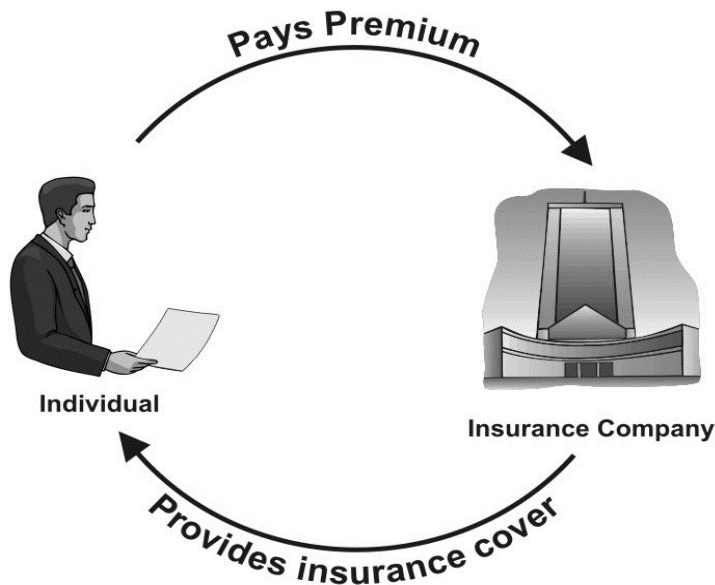 Pays Premium
Individual
Insurance Company
Provides insurance cover